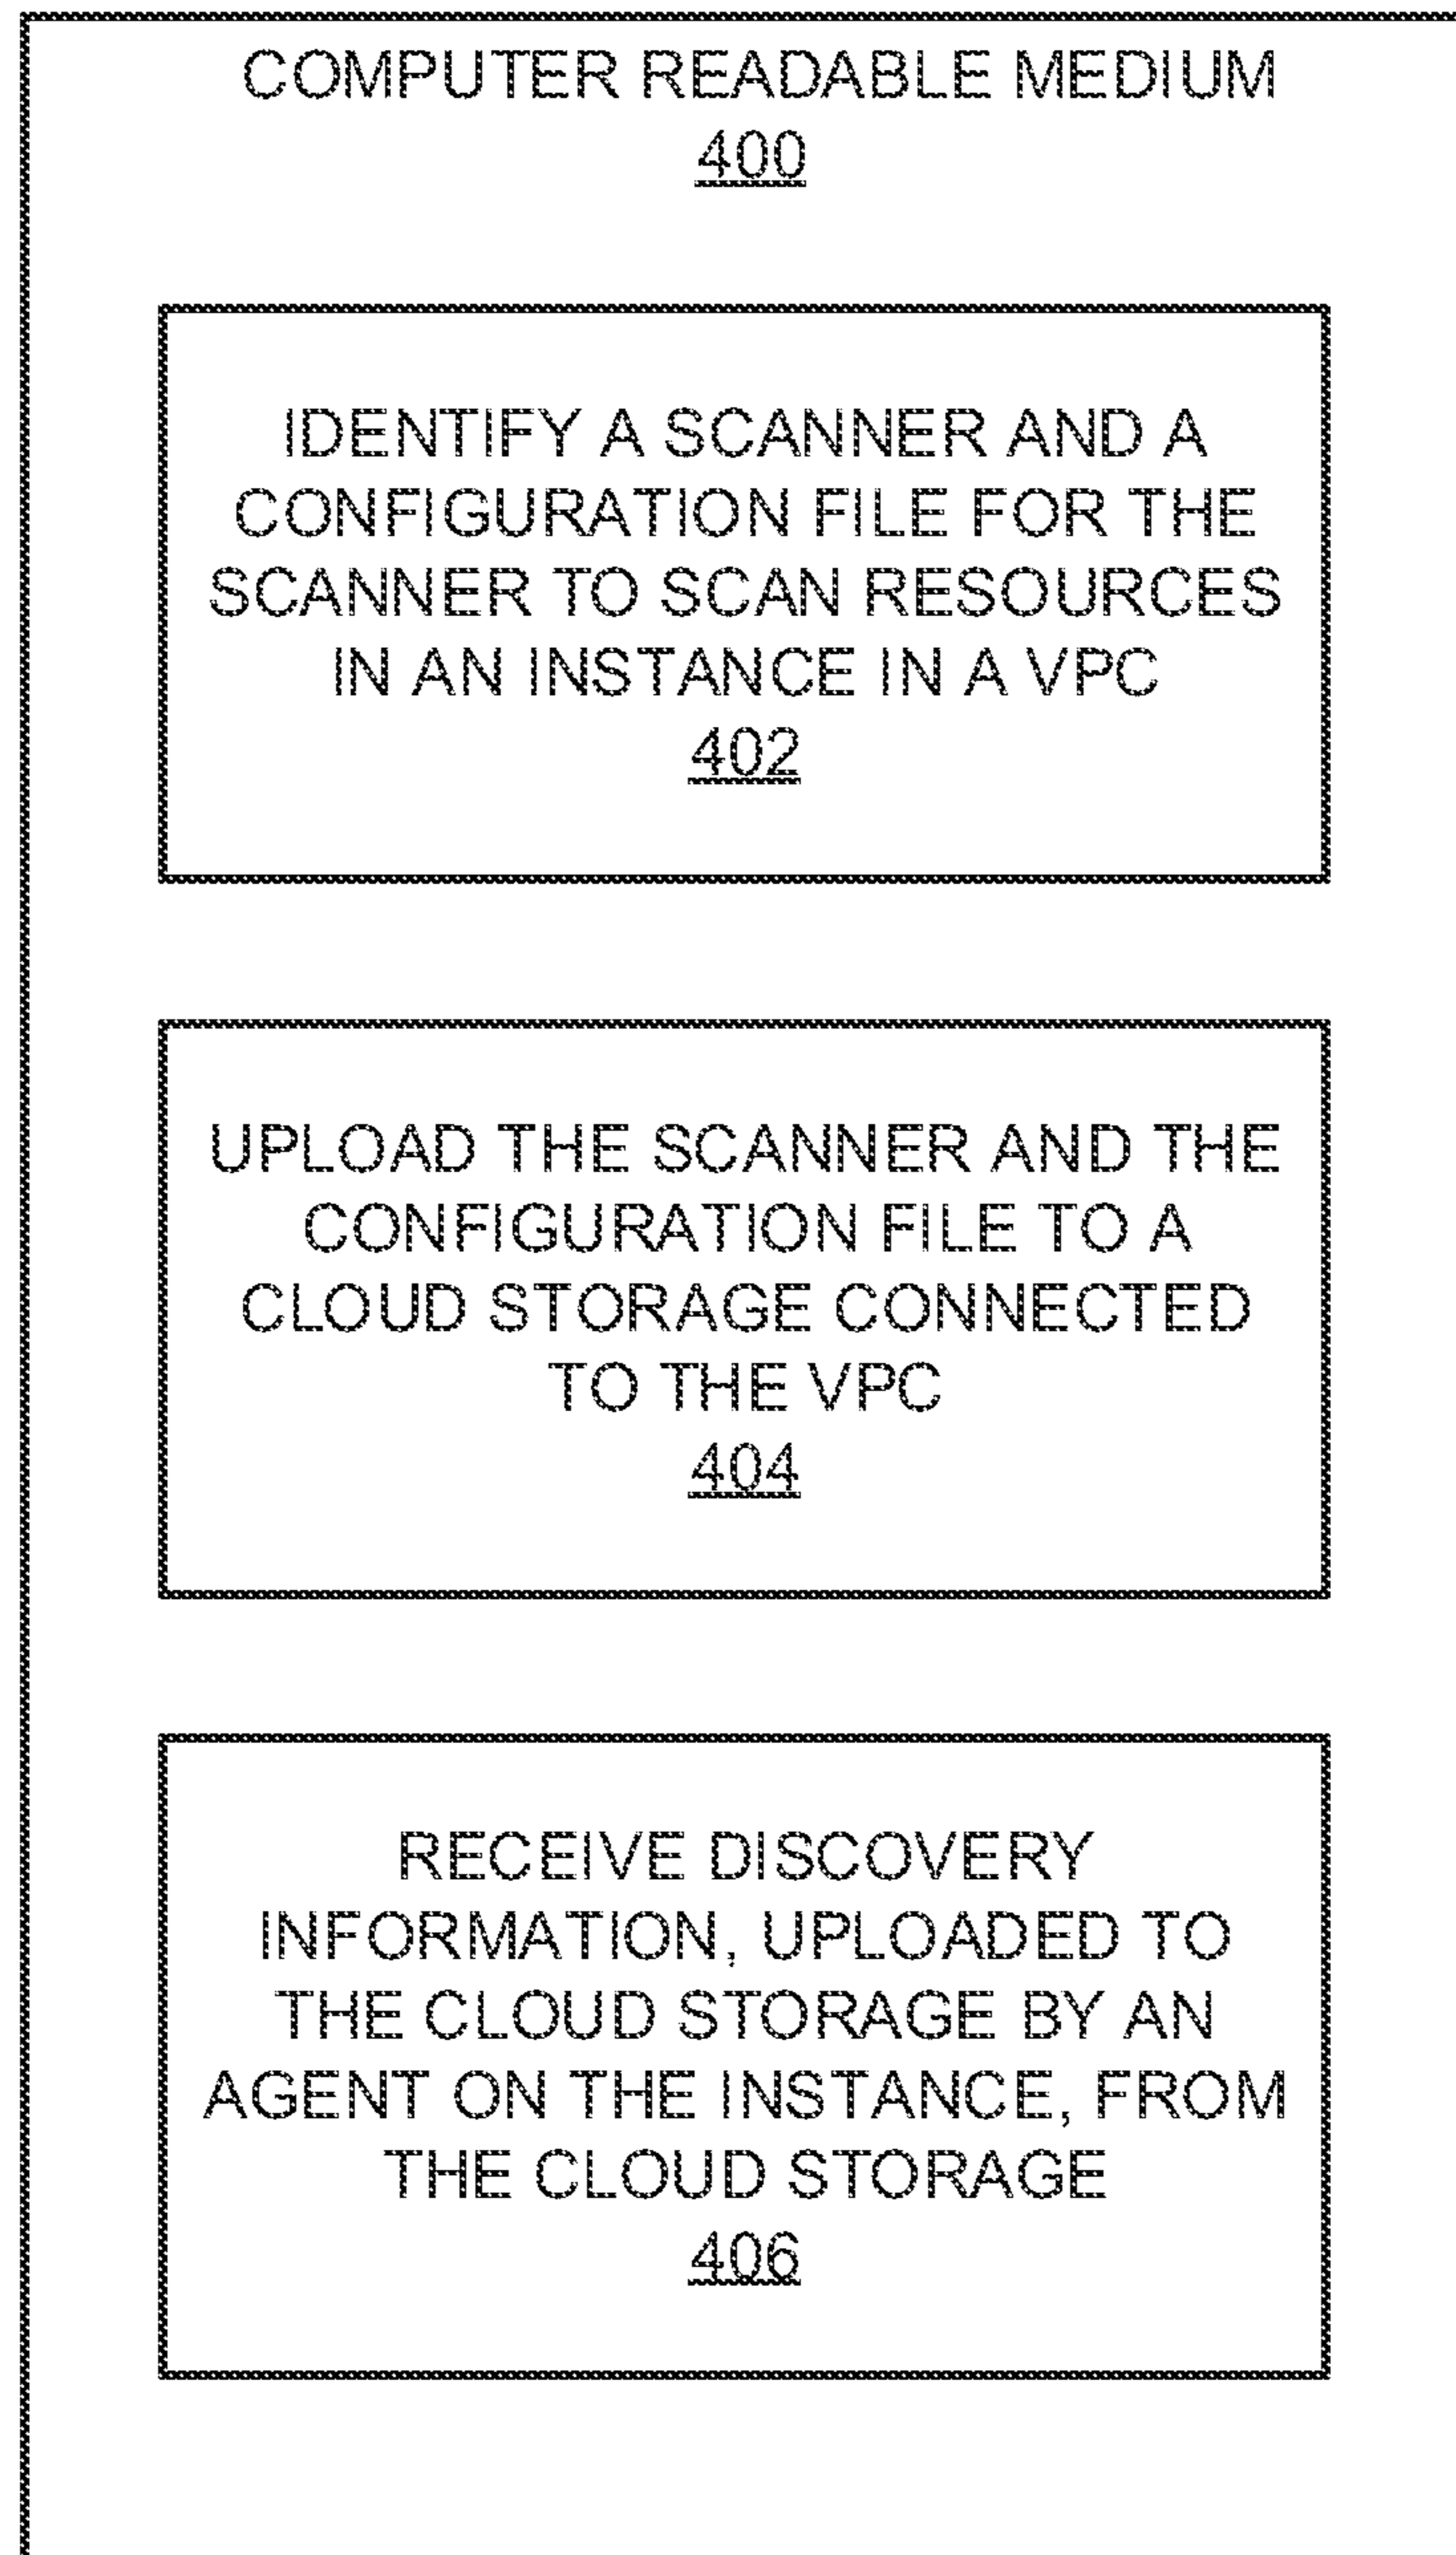 COMPUTER READABLE MEDIUM
400
IDENTIFY A SCANNER AND A
CONFIGURATION FILE FOR THE
SCANNER TO SCAN RESOURCES
IN AN INSTANCE IN A VPC
402
UPLOAD THE SCANNER AND THE
CONFIGURATION FILE TO A
CLOUD STORAGE CONNECTED
TO THE VPC
404
RECEIVE DISCOVERY
INFORMATION, UPLOADED TO
THE CLOUD STORAGE BY AN
AGENT ON THE INSTANCE, FROM
THE CLOUD STORAGE
406